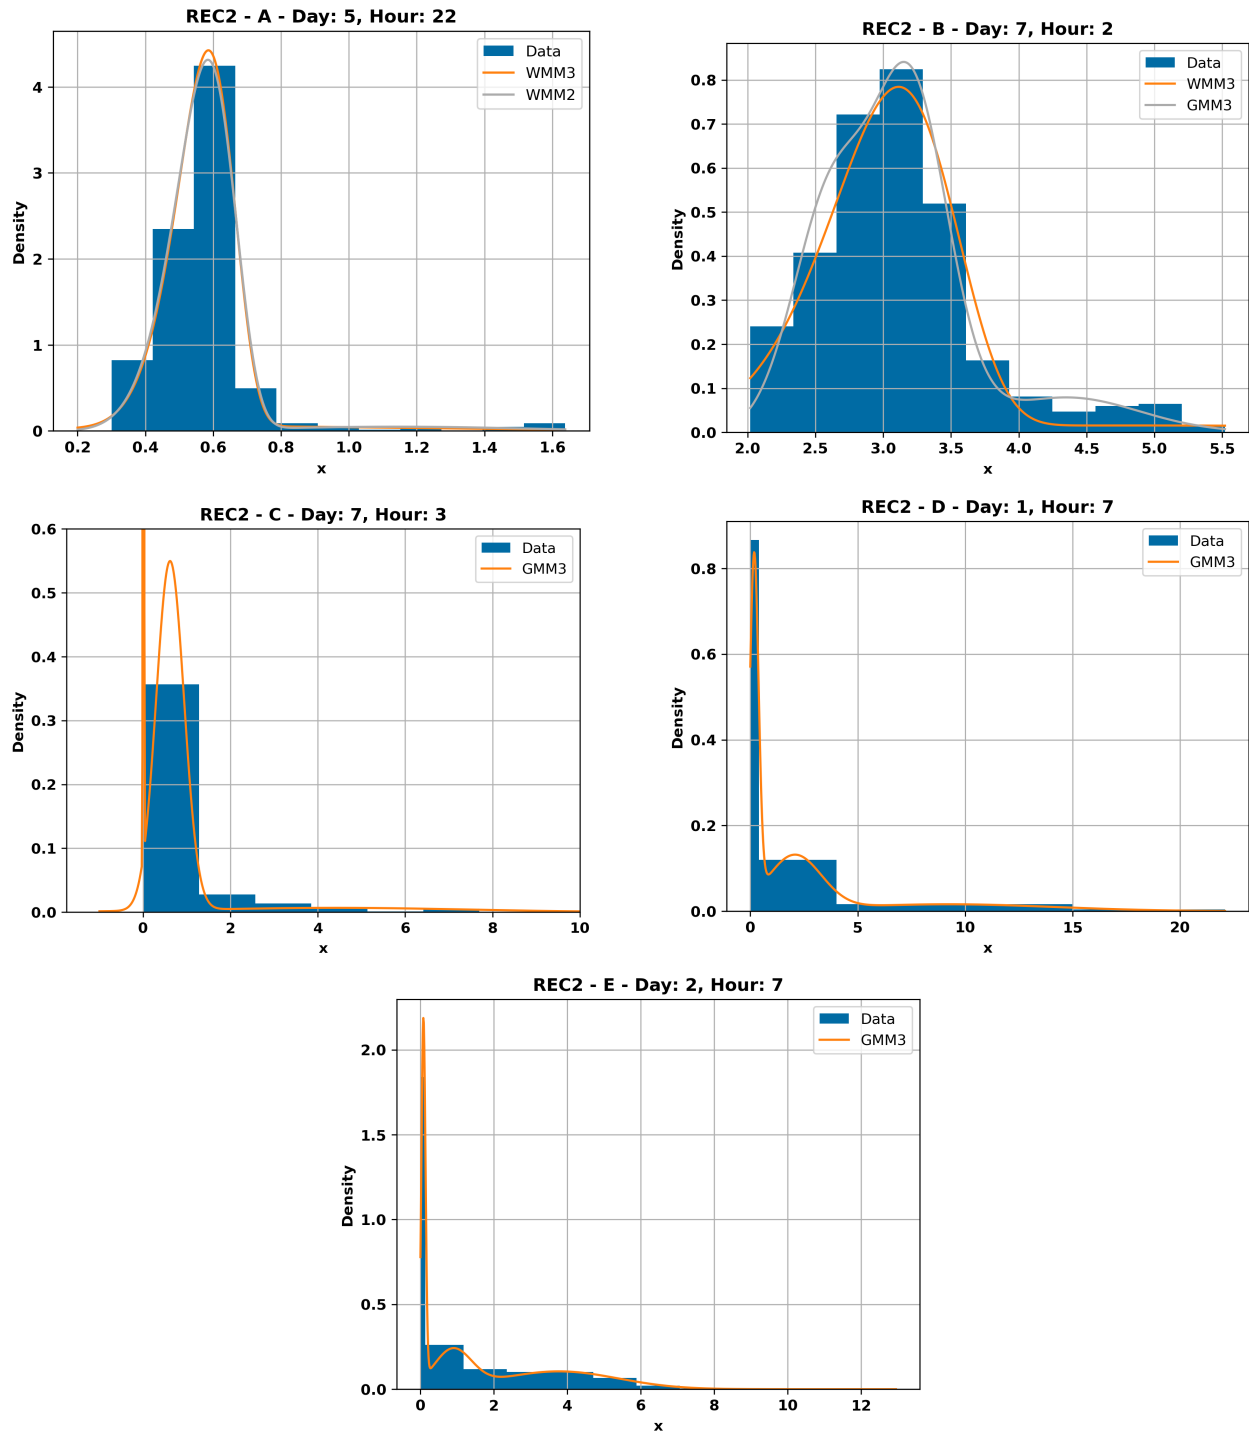 REC2 - A - Day: 5, Hour: 22
Data
WMM3
WMM2
Density
4
3
2
1
0
0.2 0.4 0.6 0.8 1.0 1.2 1.4 1.6
x
REC2 - B - Day: 7, Hour: 2
Data
WMM3
GMM3
Density
0.8
0.7
0.6
0.5
0.4
0.3
0.2
0.1
0.0
2.0 2.5 3.0 3.5 4.0 4.5 5.0 5.5
x
REC2 - C - Day: 7, Hour: 3
Data
GMM3
Density
0.6
0.5
0.4
0.3
0.2
0.1
0.0
0 2 4 6 8 10
x
REC2 - D - Day: 1, Hour: 7
Data
GMM3
Density
0.8
0.6
0.4
0.2
0.0
0 5 10 15 20
x
REC2 - E - Day: 2, Hour: 7
Data
GMM3
Density
2.0
1.5
1.0
0.5
0.0
0 2 4 6 8 10 12
x